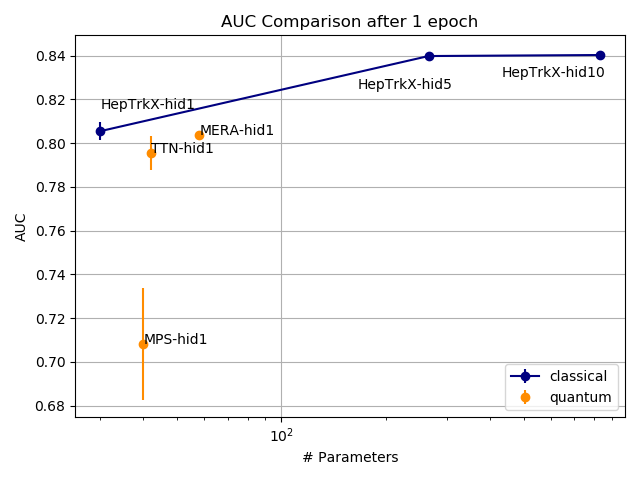 AUC Comparison after 1 epoch
0.84
HepTrkX-hid10
HepTrkX-hid5
0.82
HepTrkX-hid1
MERA-hid1
0.80
TTN-hid1
0.78
0.76
AUC
0.74
0.72
MPS-hid1
0.70
classical
quantum
0.68
10²
# Parameters